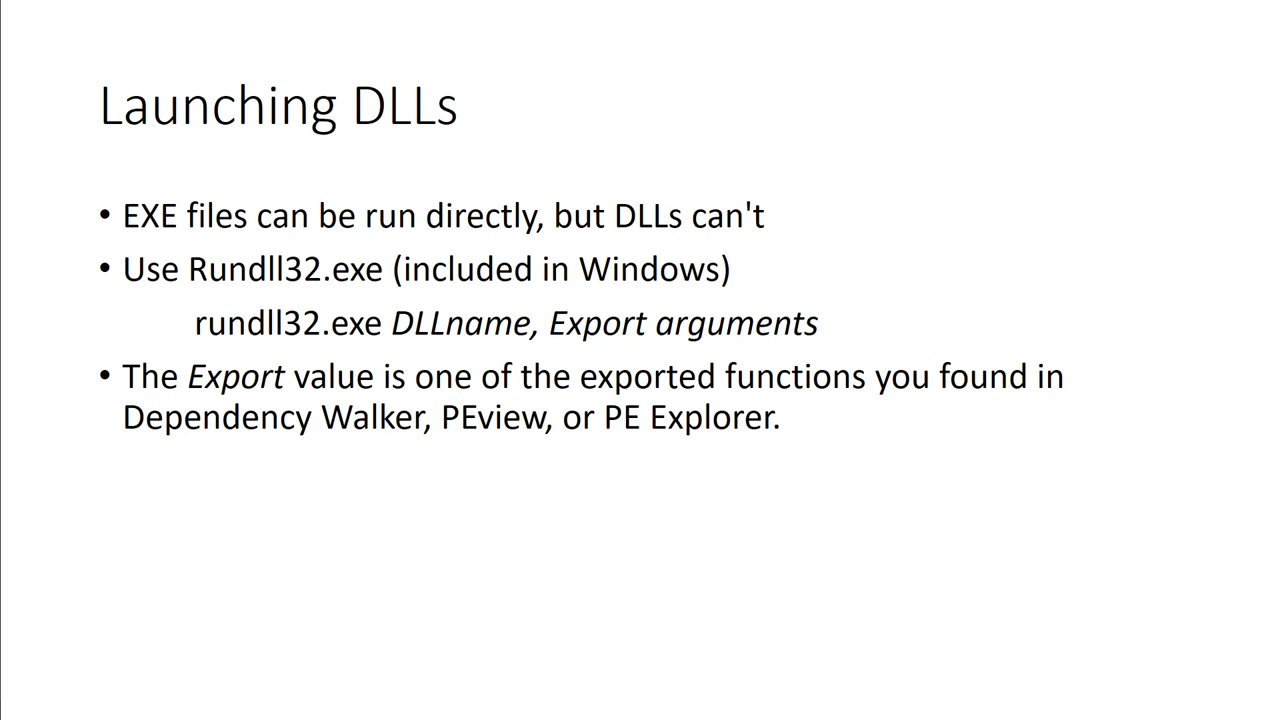 Launching DLLs
• EXE files can be run directly, but DLLs can't
• Use Rundll32.exe (included in Windows)
rundll32.exe DLLname, Export arguments
• The Export value is one of the exported functions you found in
Dependency Walker, PEview, or PE Explorer.